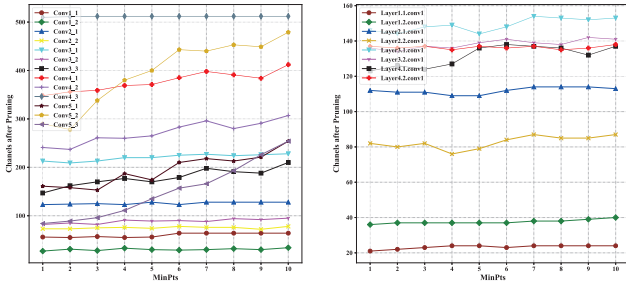 Chanels after Pruning
500
400
300
200
100
Conv1_1
Conv1_2
Conv2_1
Conv2_2
Conv3_1
Conv3_2
Conv3_3
Conv4_1
Conv4_2
Conv4_3
Conv5_1
Conv5_2
Conv5_3
1 2 3 4 5 6 7 8 9 10
MinPts
Chanels after Pruning
160
140
120
100
80
60
40
20
Layer1.1.conv1
Layer1.2.conv1
Layer2.1.conv1
Layer2.2.conv1
Layer3.1.conv1
Layer3.2.conv1
Layer4.1.conv1
Layer4.2.conv1
1 2 3 4 5 6 7 8 9 10
MinPts